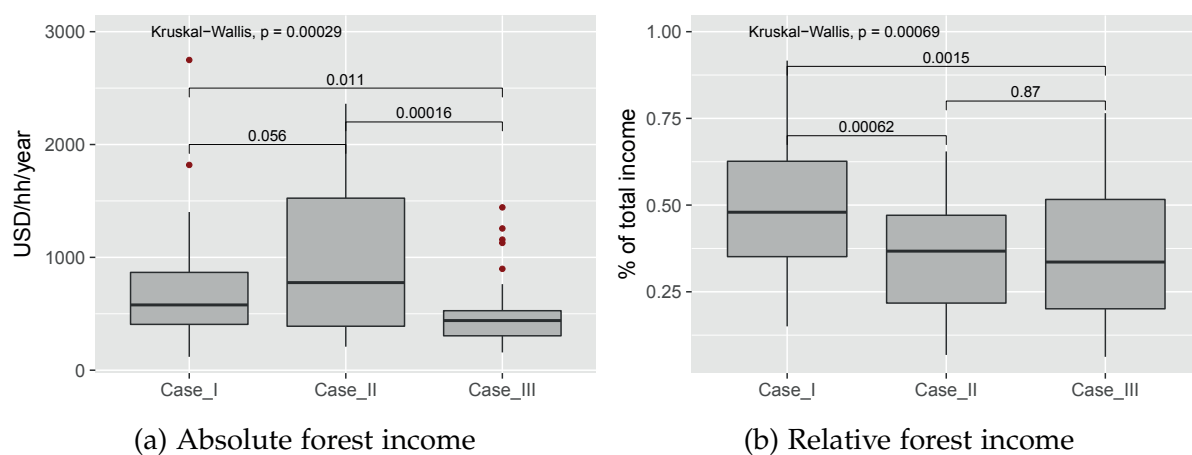 Kruskal−Wallis, p = 0.00029
0.011
0.00016
0.056
3000
2000
1000
0
USD/hh/year
Case_I Case_II Case_III
(a) Absolute forest income
Kruskal−Wallis, p = 0.00069
0.0015
0.87
0.00062
1.00
0.75
0.50
0.25
% of total income
Case_I Case_II Case_III
(b) Relative forest income